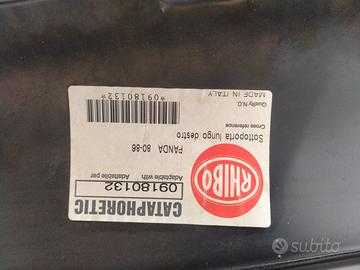 CATAPHORETIC
09180132
Adaptable with
Adattabile per
RHIBO
PANDA 80-86
Sottoporta lungo destro
Cross reference
Quality N.C.
MADE IN ITALY
*09180132*
subito